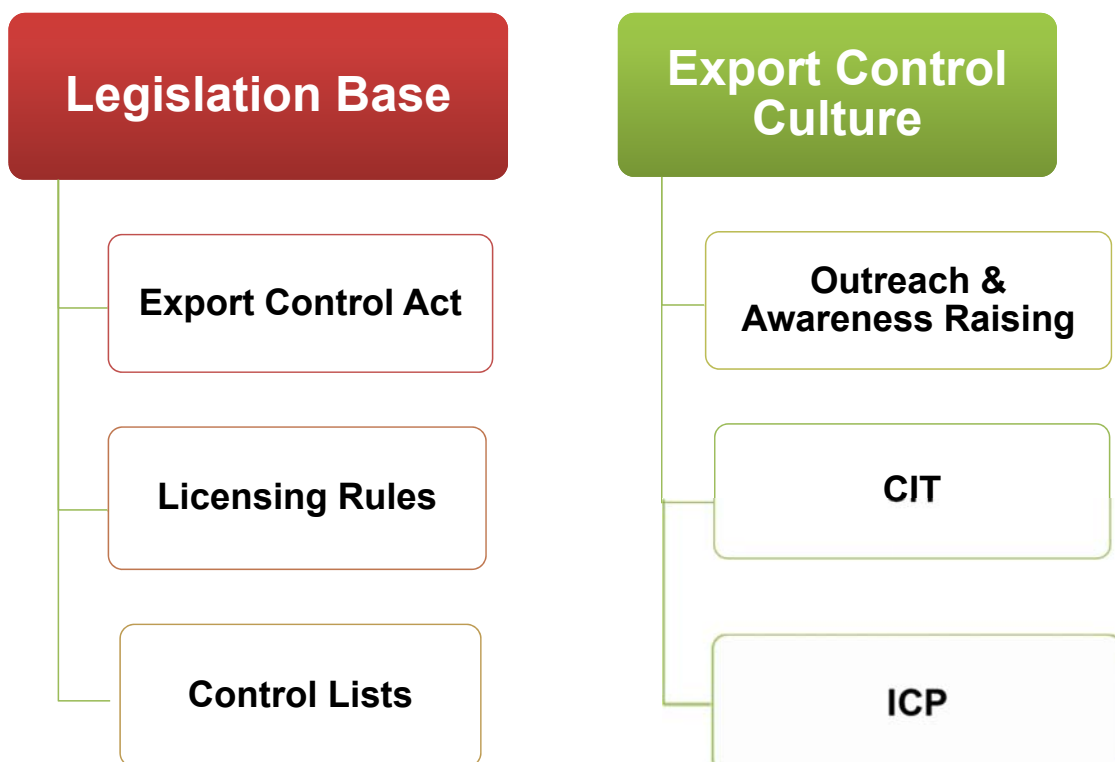 Legislation Base
Export Control Act
Licensing Rules
Control Lists
Export Control
Culture
Outreach &
Awareness Raising
CIT
ICP